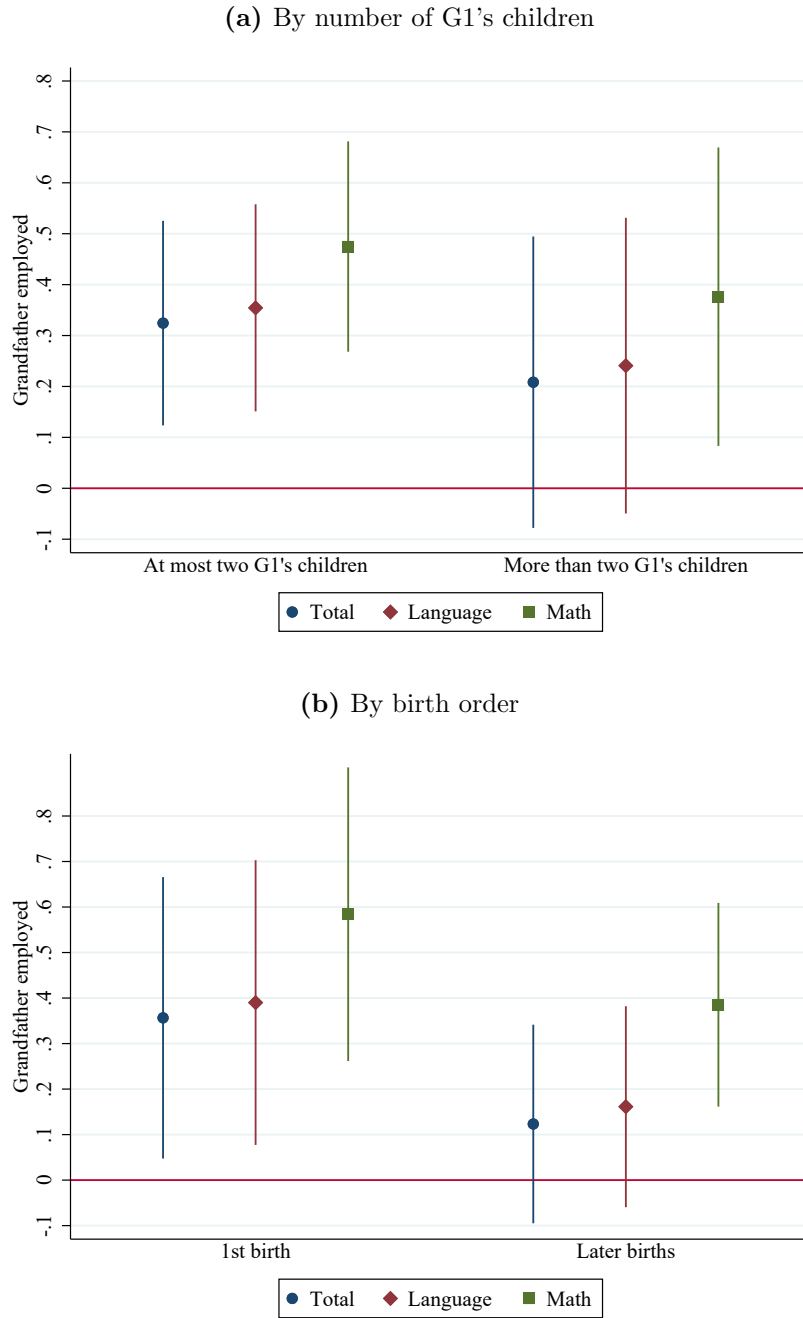 (a) By number of G1's children
Grandfather employed
.8
.7
.6
.5
.4
.3
.2
.1
0
-.1
At most two G1's children More than two G1's children
Total Language Math
(b) By birth order
Grandfather employed
.8
.7
.6
.5
.4
.3
.2
.1
0
-.1
1st birth Later births
Total Language Math